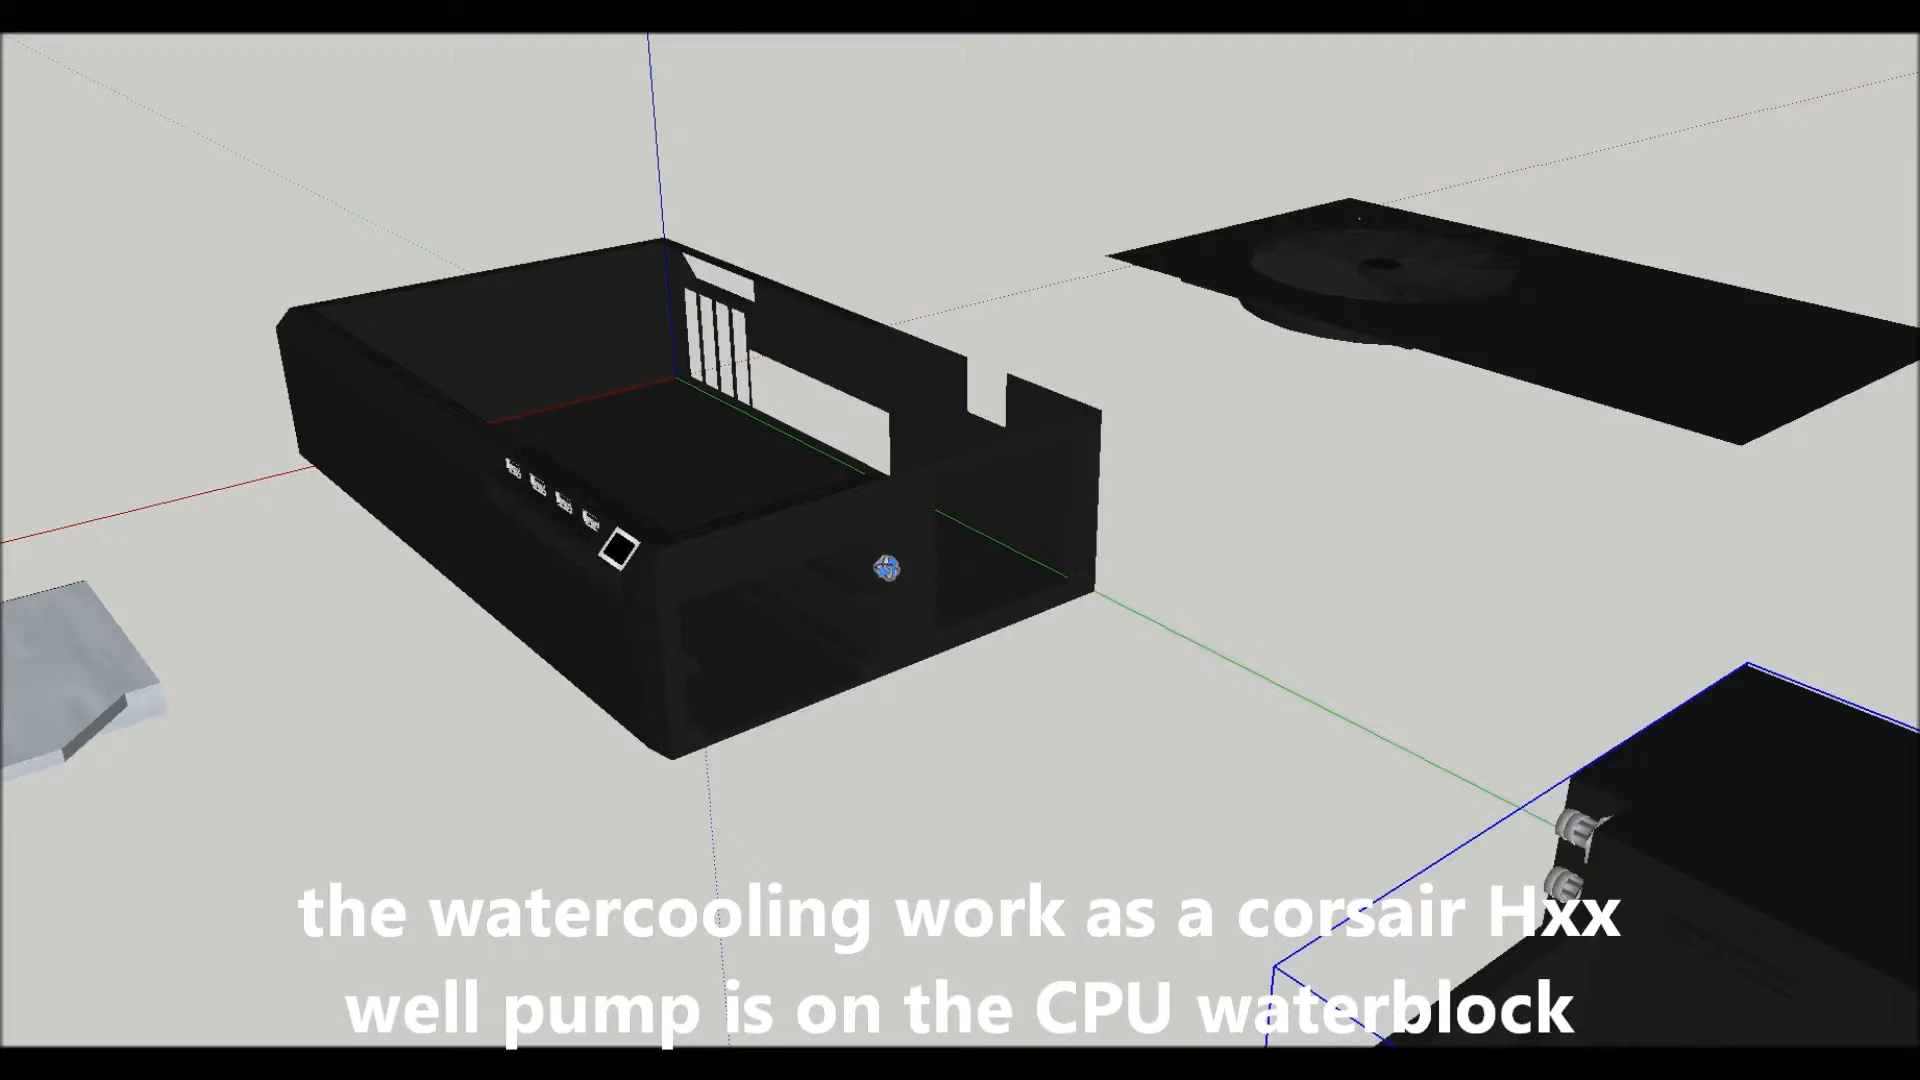 the watercooling work as a corsair Hxx
well pump is on the CPU waterblock